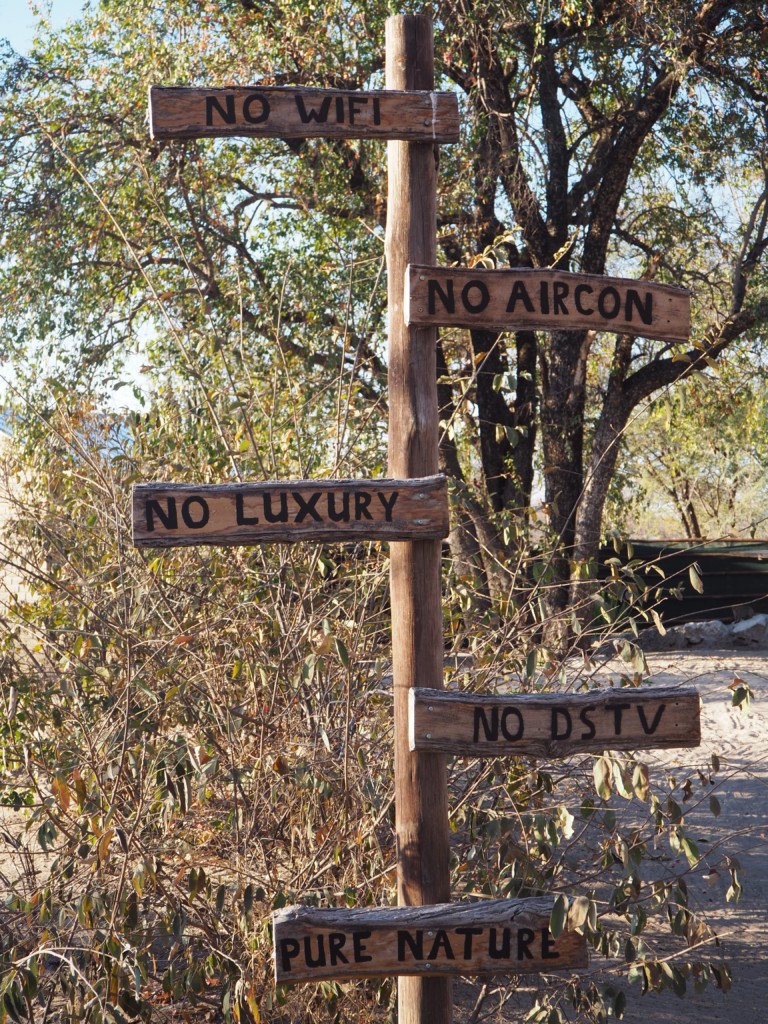 NO WIFI
NO AIRCON
NO LUXURY
NO DSTV
PURE NATURE